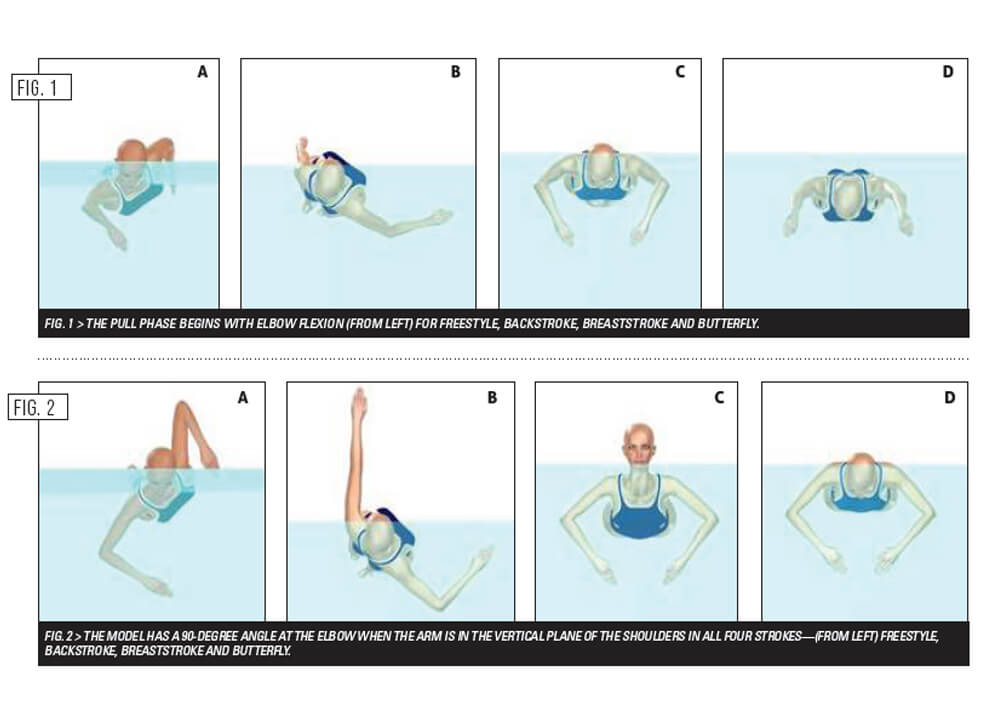 FIG. 1
A
B
C
D
FIG. 1 > THE PULL PHASE BEGINS WITH ELBOW FLEXION (FROM LEFT) FOR FREESTYLE, BACKSTROKE, BREASTSTROKE AND BUTTERFLY.
FIG. 2
A
B
C
D
FIG. 2 > THE MODEL HAS A 90-DEGREE ANGLE AT THE ELBOW WHEN THE ARM IS IN THE VERTICAL PLANE OF THE SHOULDERS IN ALL FOUR STROKES—(FROM LEFT) FREESTYLE,
BACKSTROKE, BREASTSTROKE AND BUTTERFLY.